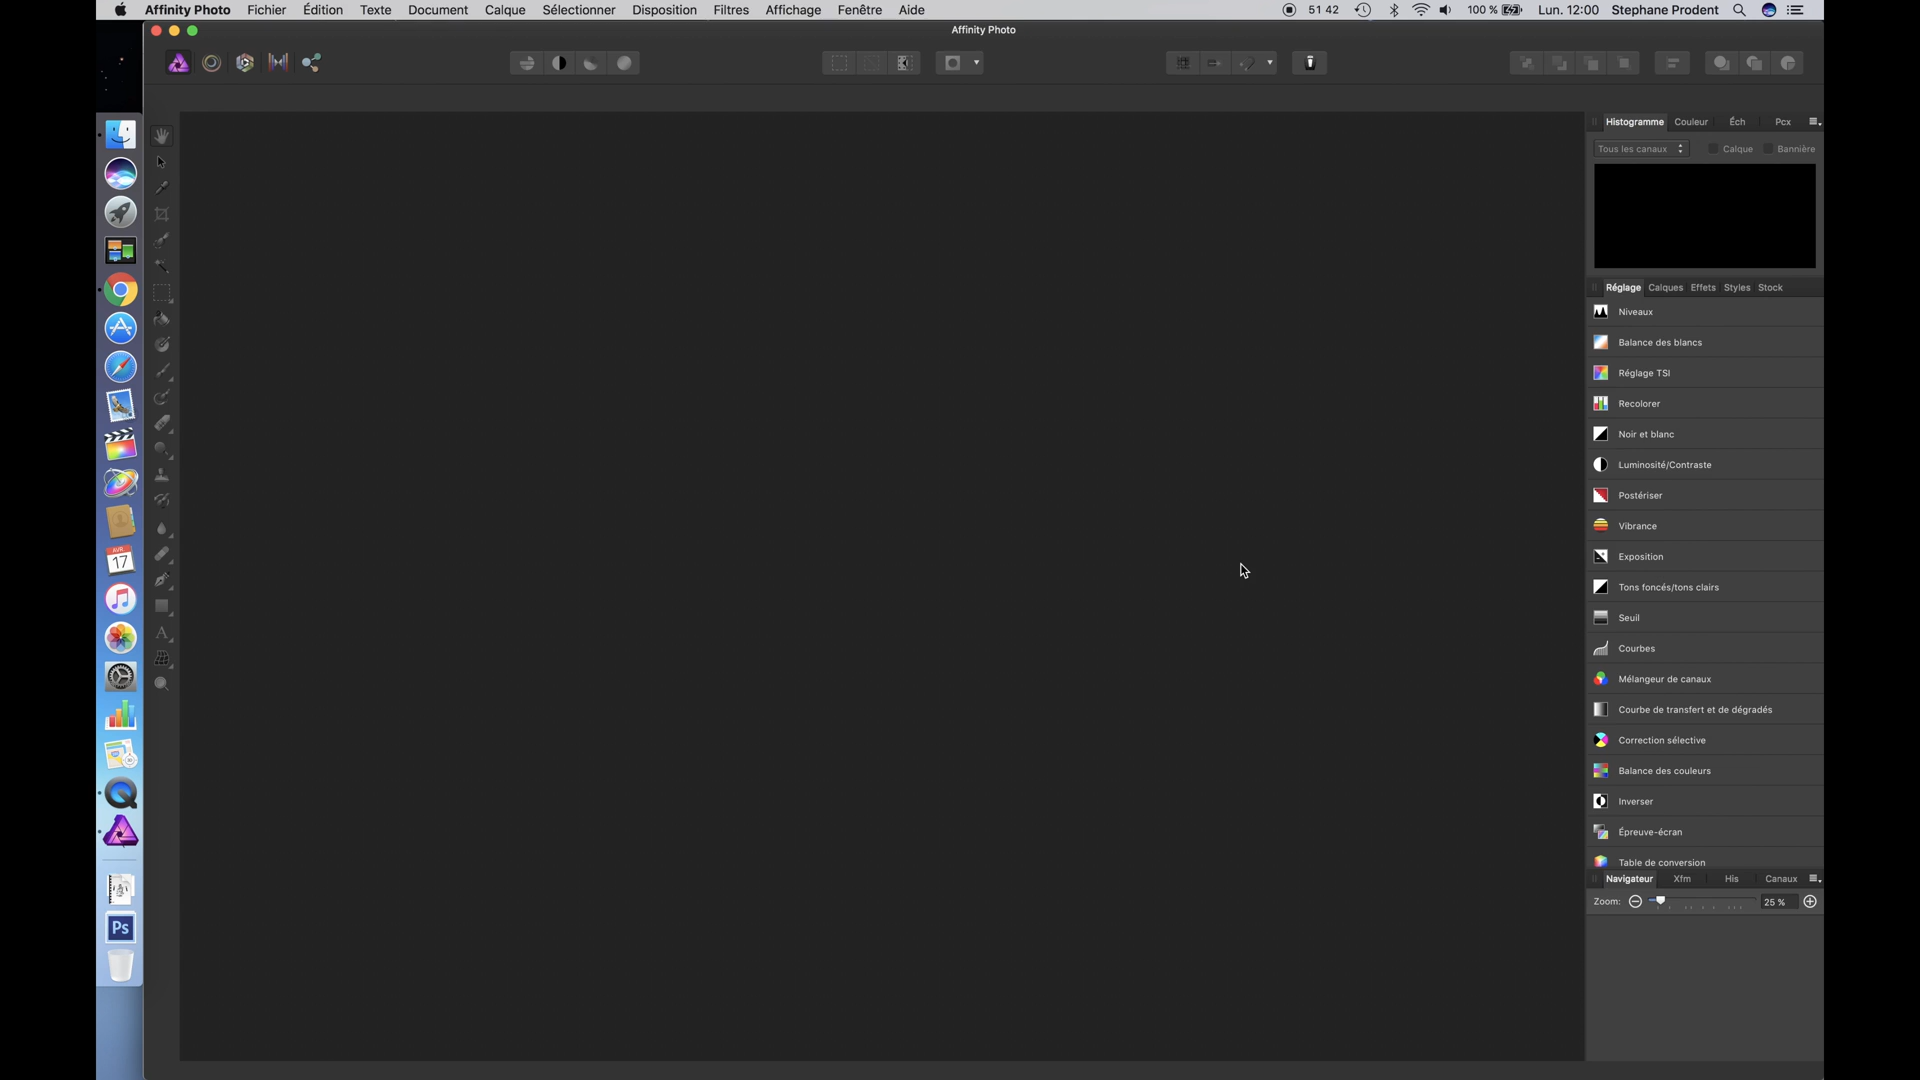 Affinity Photo Fichier Édition Texte Document Calque Sélectionner Disposition Filtres Affichage Fenêtre Aide 51 42 100 % Lun. 12:00 Stephane Prodent
Affinity Photo
Histogramme Couleur Éch Pcx
Tous les canaux Calque Bannière
Réglage Calques Effets Styles Stock
Niveaux
Balance des blancs
Réglage TSI
Recolorer
Noir et blanc
Luminosité/Contraste
Postériser
Vibrance
Exposition
Tons foncés/tons clairs
Seuil
Courbes
Mélangeur de canaux
Courbe de transfert et de dégradés
Correction sélective
Balance des couleurs
Inverser
Épreuve-écran
Table de conversion
Navigateur Xfm His Canaux
Zoom: 25 %
AVR.
17
A
Ps